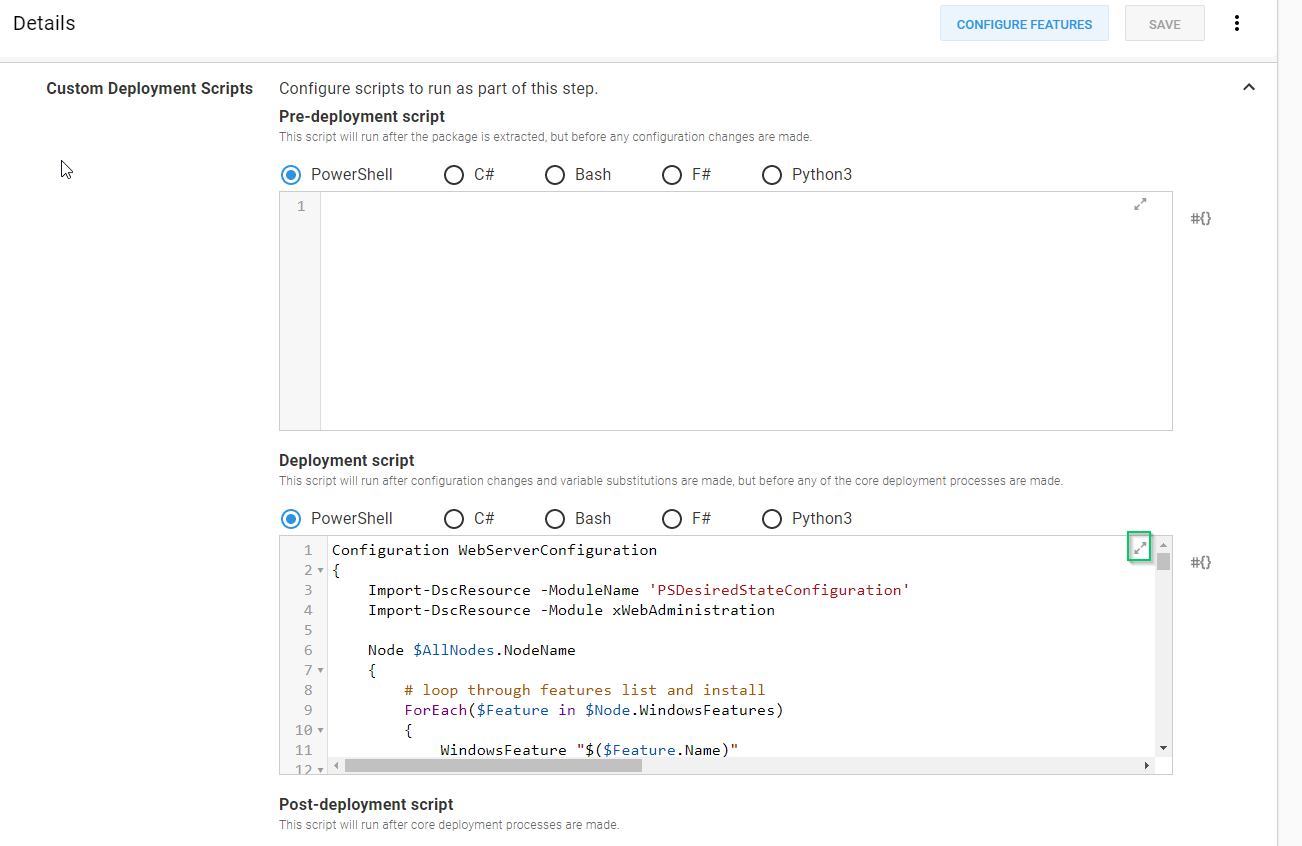 Details
CONFIGURE FEATURES
SAVE
Custom Deployment Scripts
Configure scripts to run as part of this step.
Pre-deployment script
This script will run after the package is extracted, but before any configuration changes are made.
PowerShell C# Bash F# Python3
1
#{}
Deployment script
This script will run after configuration changes and variable substitutions are made, but before any of the core deployment processes are made.
PowerShell C# Bash F# Python3
#{}
1 Configuration WebServerConfiguration
2 {
3     Import-DscResource -ModuleName 'PSDesiredStateConfiguration'
4     Import-DscResource -Module xWebAdministration
5
6     Node $AllNodes.NodeName
7     {
8         # loop through features list and install
9         ForEach($Feature in $Node.WindowsFeatures)
10         {
11             WindowsFeature "$($Feature.Name)"
12
Post-deployment script
This script will run after core deployment processes are made.